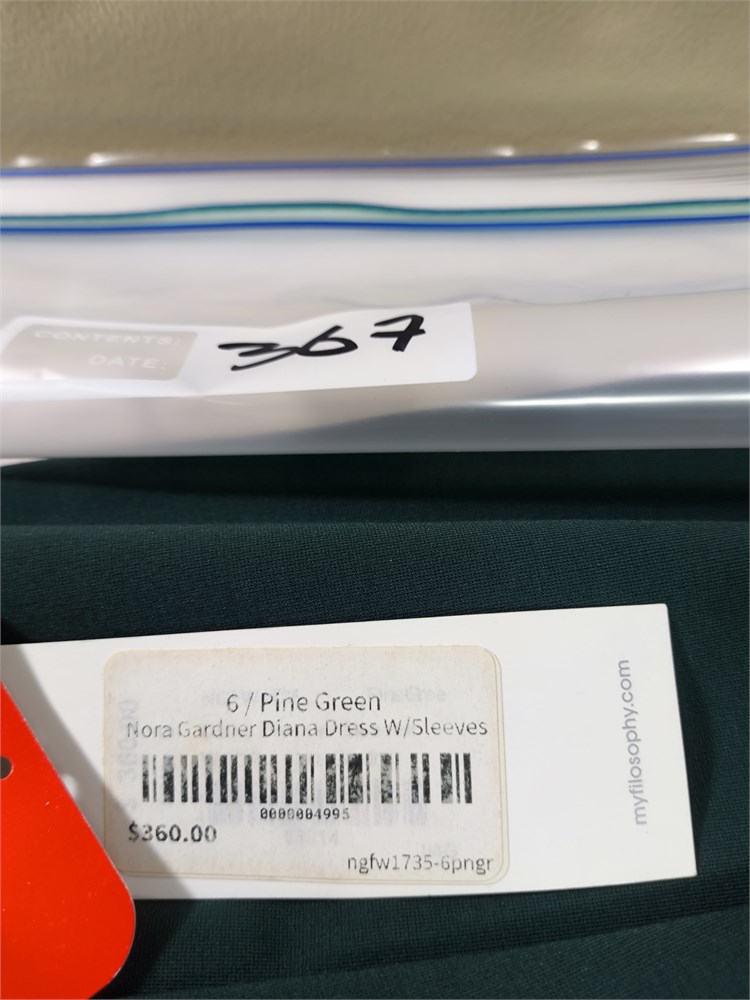 CONTENTS:
DATE:
367
6 / Pine Green
Nora Gardner Diana Dress W/Sleeves
0000004995
$360.00
ngfw1735-6pngr
myfilosophy.com